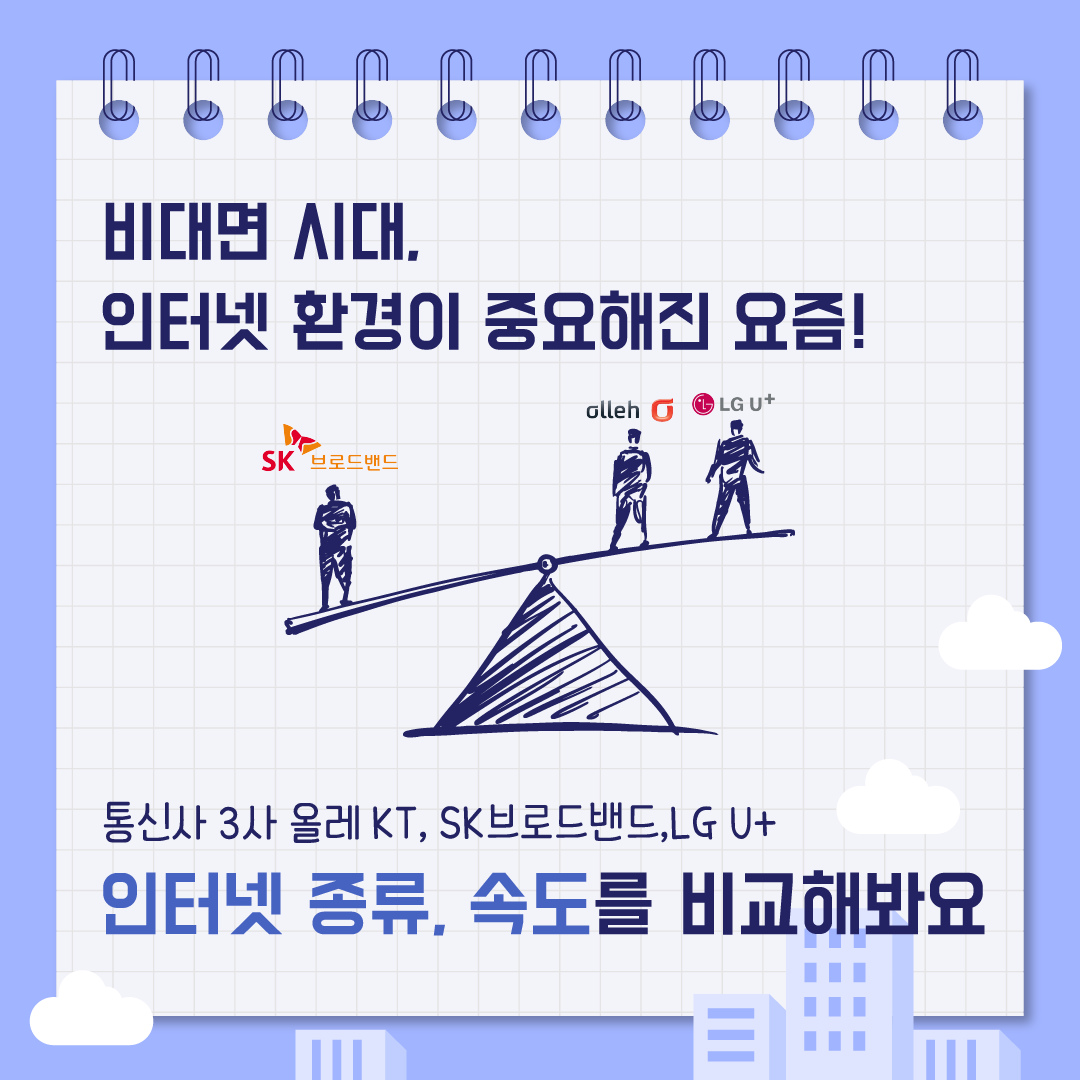 비대면 시대,
인터넷 환경이 중요해진 요즘!
olleh
LG U+
SK 브로드밴드
통신사 3사 올레 KT, SK브로드밴드,LG U+
인터넷 종류, 속도를 비교해봐요